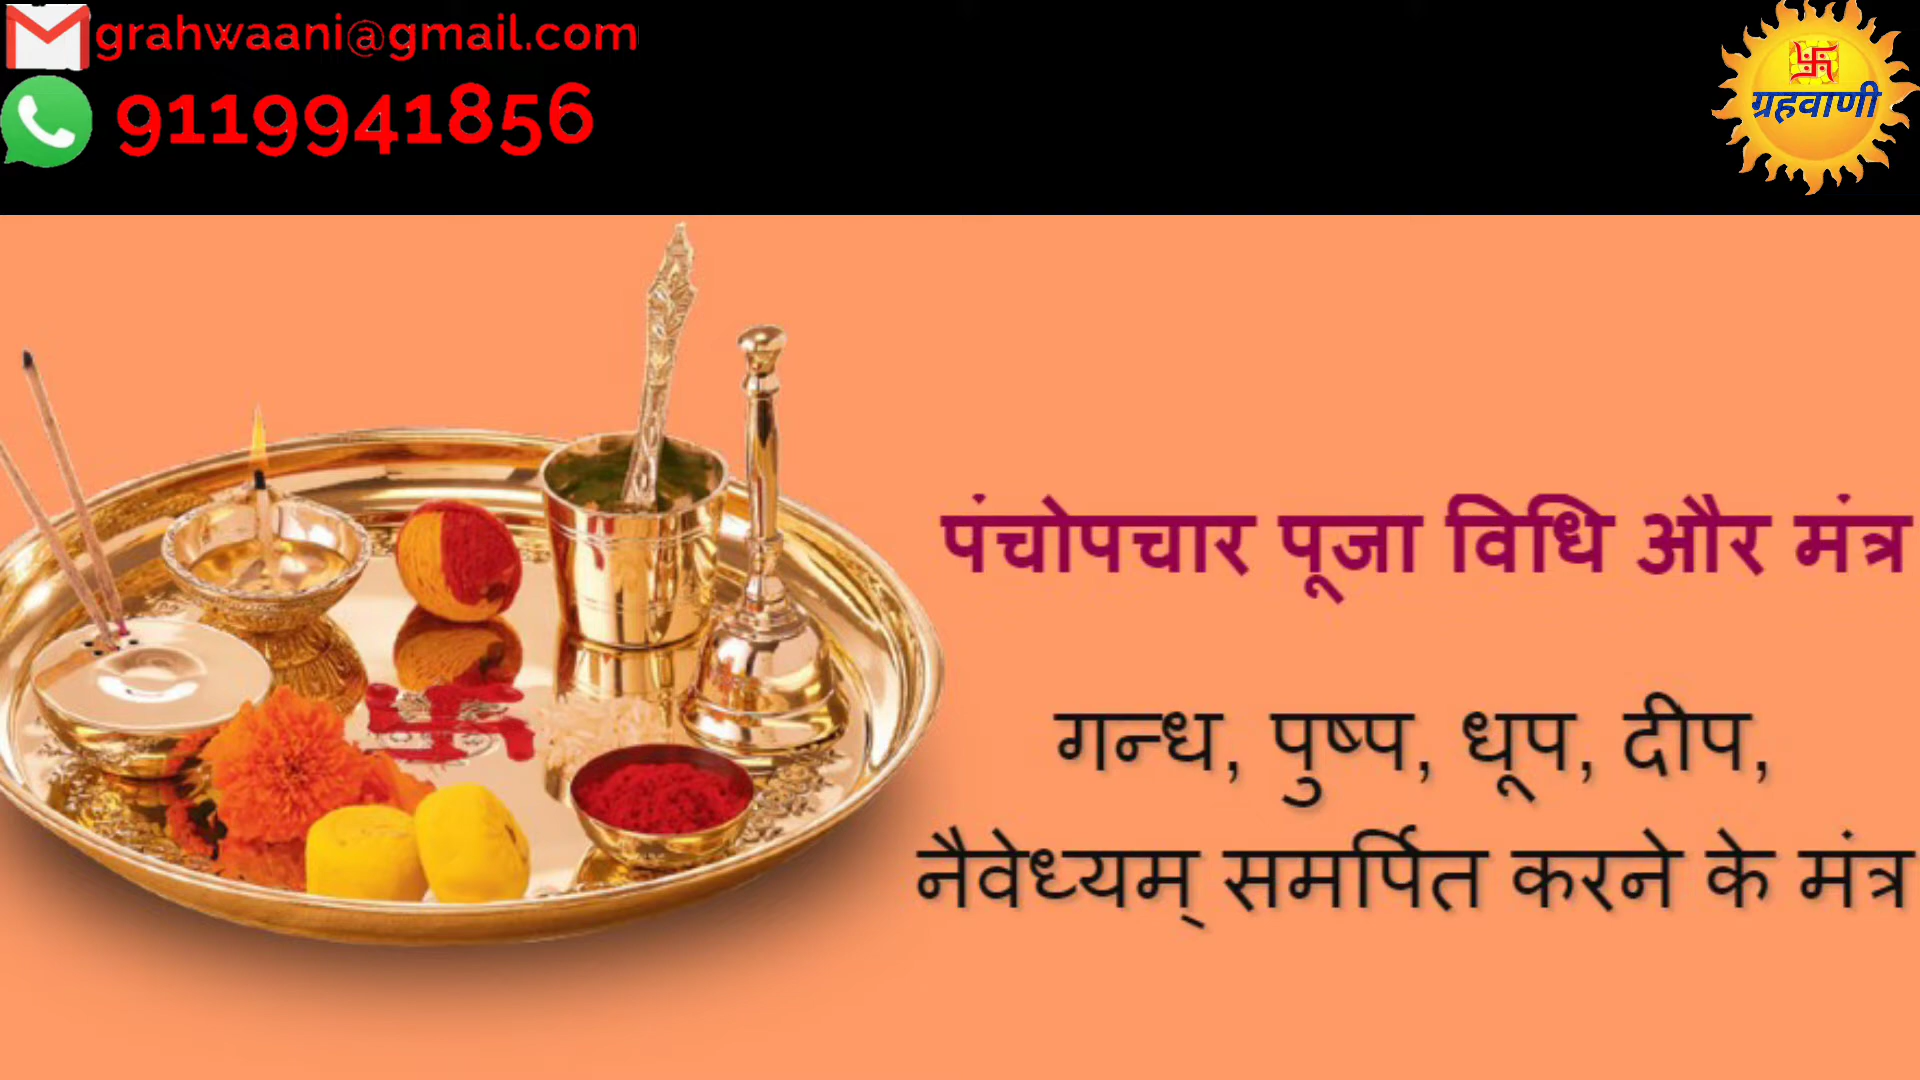 grahwaani@gmail.com
9119941856
ग्रहवाणी
पंचोपचार पूजा विधि और मंत्र
गन्ध, पुष्प, धूप, दीप,
नैवेध्यम् समर्पित करने के मंत्र